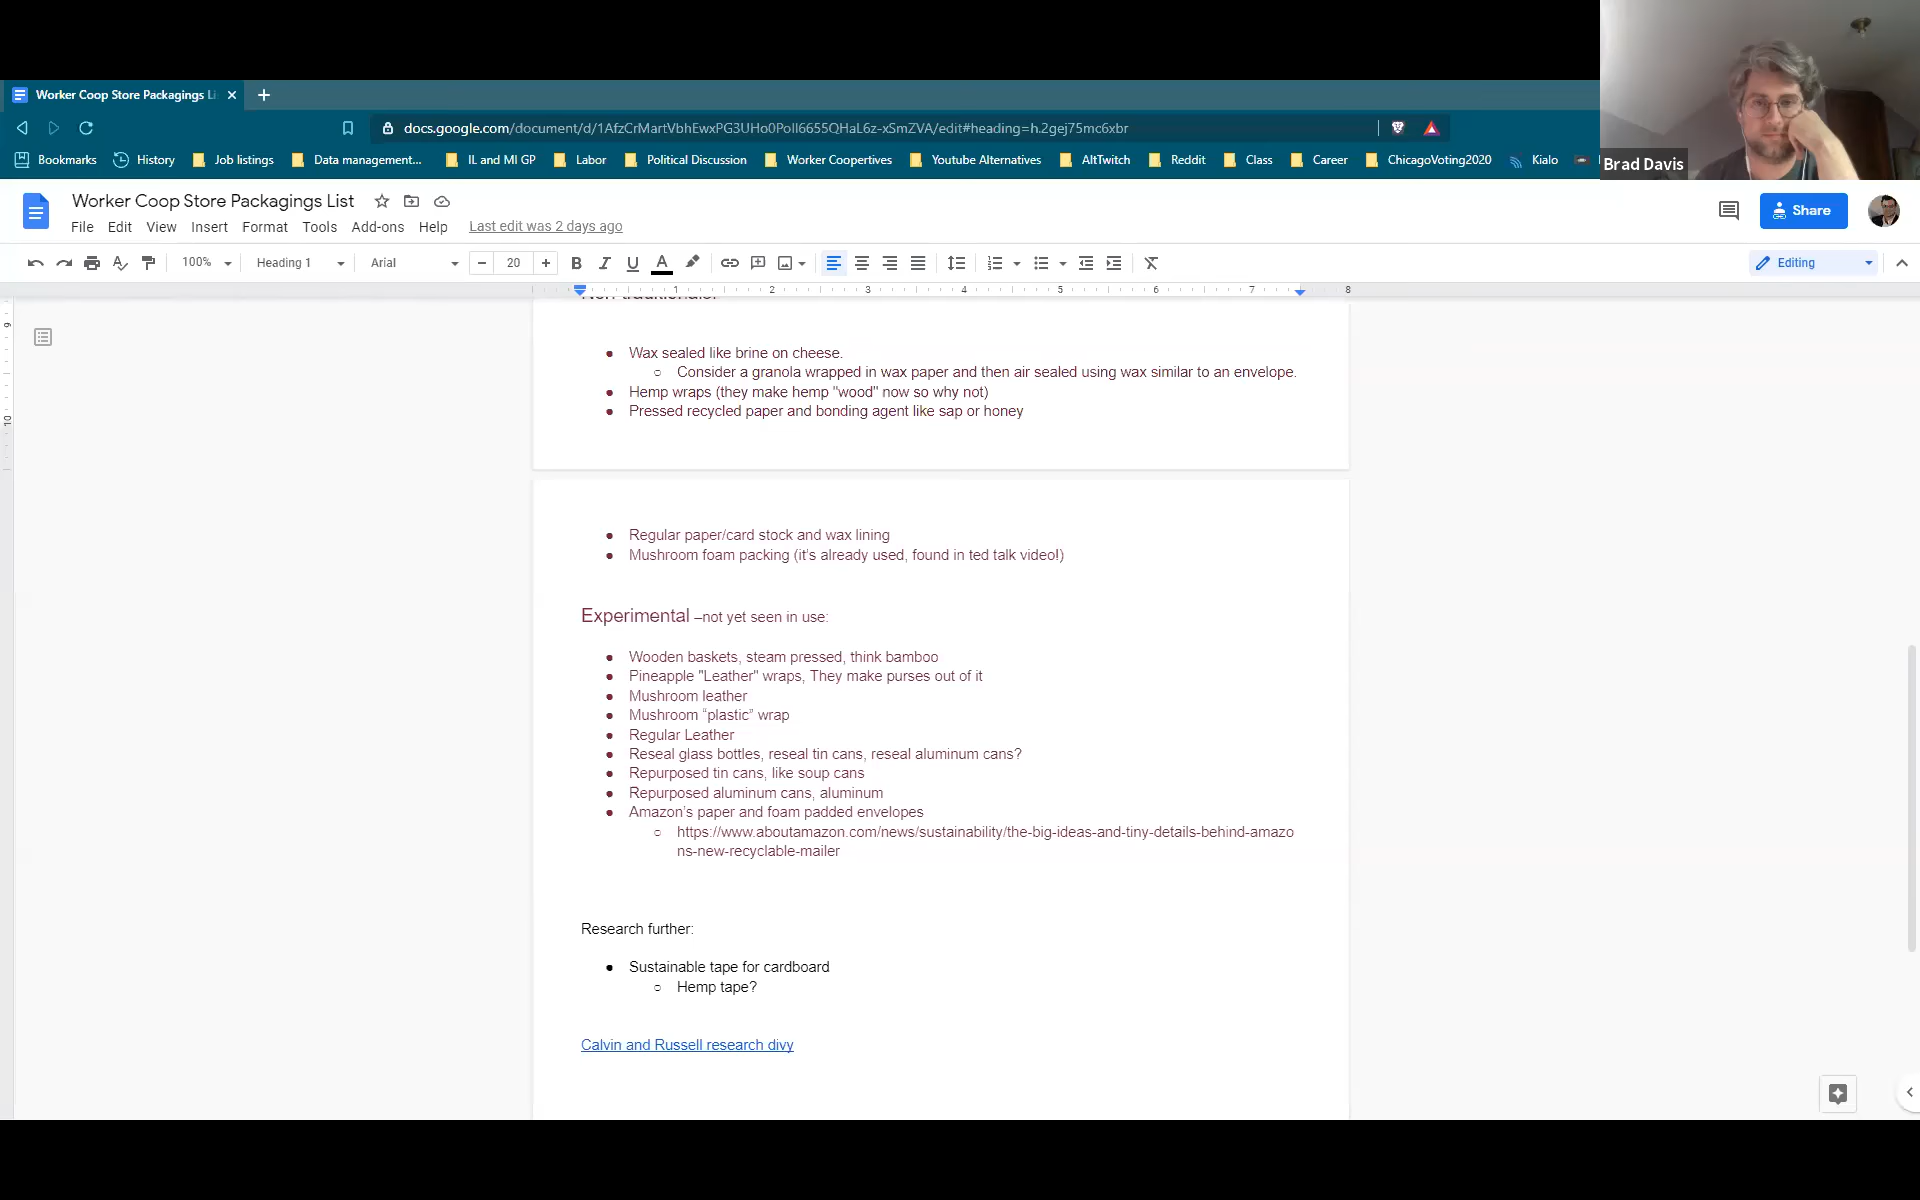 Worker Coop Store Packagings Li
docs.google.com/document/d/1AfzCrMartVbhEwxPG3UHo0PoIl6655QHaL6z-xSmZVA/edit#heading=h.2gej75mc6xbr
Bookmarks History Job listings Data management... IL and MI GP Labor Political Discussion Worker Coopertives Youtube Alternatives AltTwitch Reddit Class Career ChicagoVoting2020 Kialo
Brad Davis
Worker Coop Store Packagings List
File Edit View Insert Format Tools Add-ons Help Last edit was 2 days ago
Share
100% Heading 1 Arial 20 B I U A Editing
1 2 3 4 5 6 7 8
9
10
● Wax sealed like brine on cheese.
○ Consider a granola wrapped in wax paper and then air sealed using wax similar to an envelope.
● Hemp wraps (they make hemp "wood" now so why not)
● Pressed recycled paper and bonding agent like sap or honey
● Regular paper/card stock and wax lining
● Mushroom foam packing (it's already used, found in ted talk video!)
Experimental –not yet seen in use:
● Wooden baskets, steam pressed, think bamboo
● Pineapple "Leather" wraps, They make purses out of it
● Mushroom leather
● Mushroom “plastic” wrap
● Regular Leather
● Reseal glass bottles, reseal tin cans, reseal aluminum cans?
● Repurposed tin cans, like soup cans
● Repurposed aluminum cans, aluminum
● Amazon’s paper and foam padded envelopes
○ https://www.aboutamazon.com/news/sustainability/the-big-ideas-and-tiny-details-behind-amazo
ns-new-recyclable-mailer
Research further:
● Sustainable tape for cardboard
○ Hemp tape?
Calvin and Russell research divy